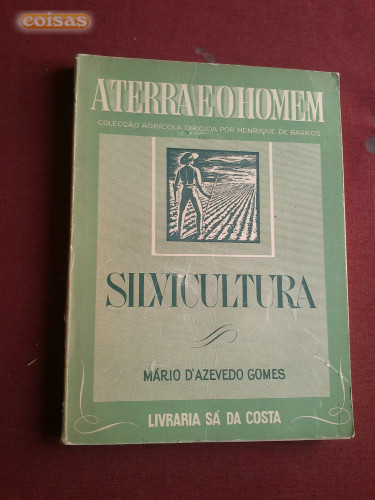 coisas
A TERRA E O HOMEM
COLECÇÃO AGRÍCOLA DIRIGIDA POR HENRIQUE DE BARROS
SILVICULTURA
MÁRIO D'AZEVEDO GOMES
LIVRARIA SÁ DA COSTA